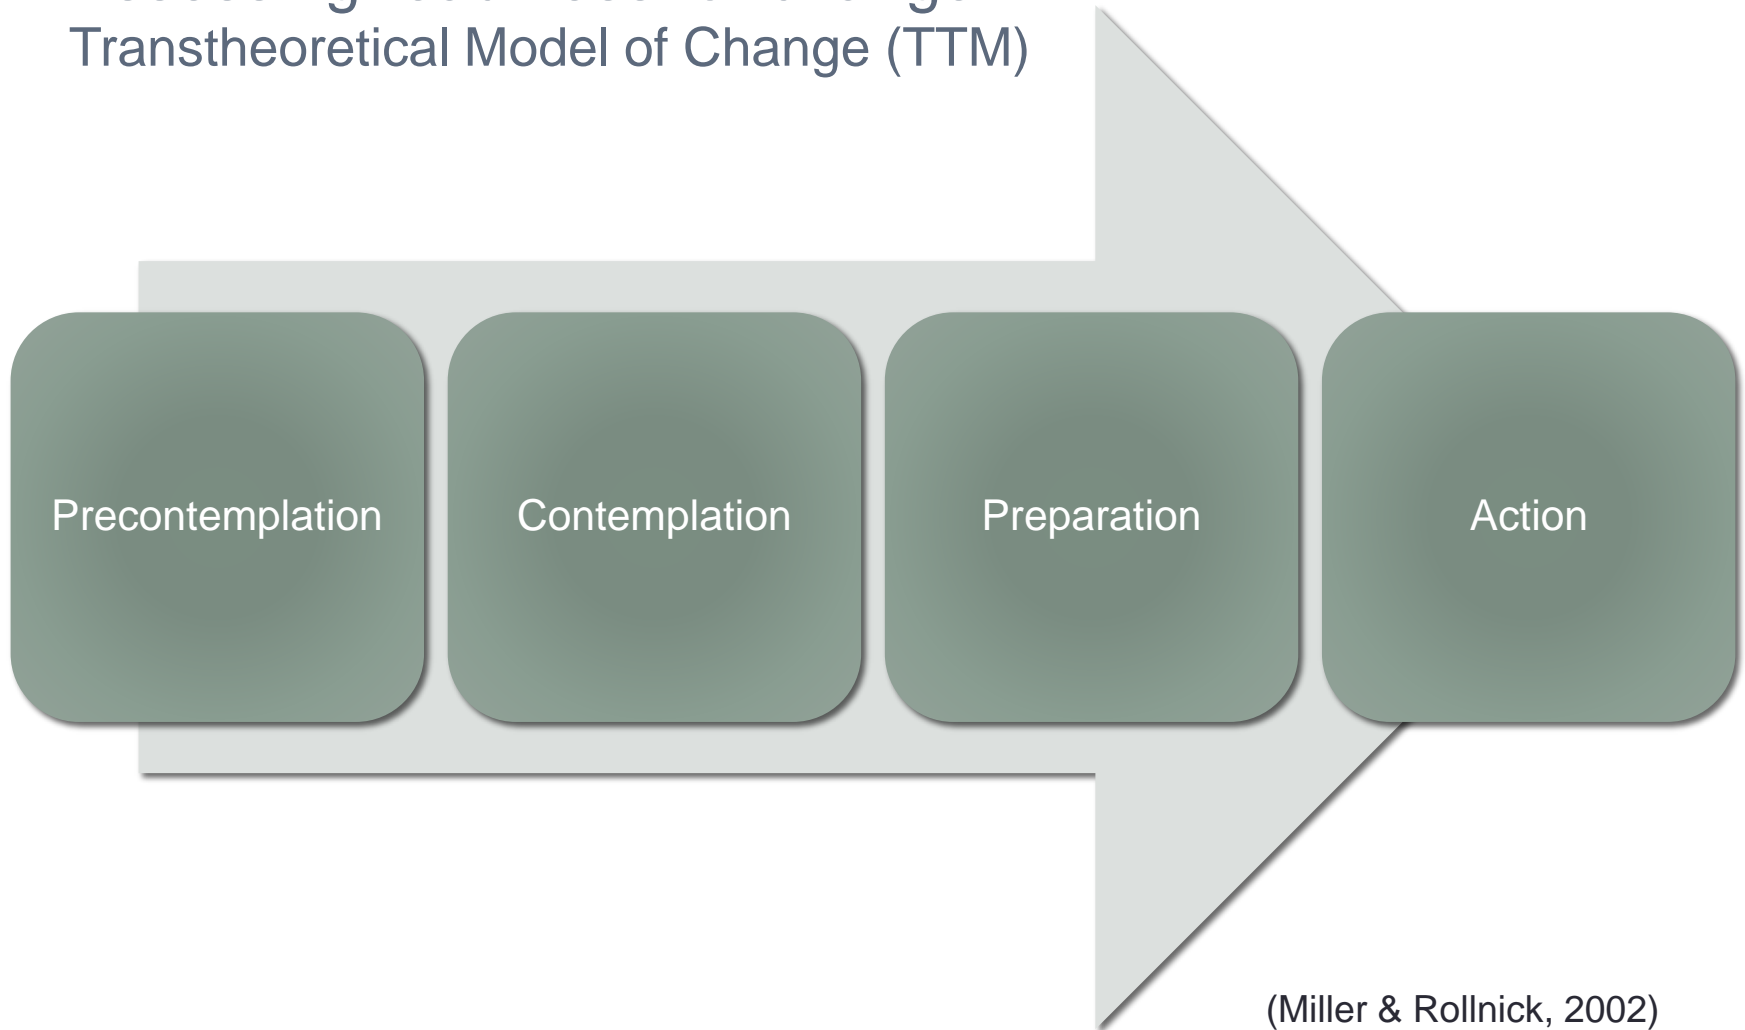 Transtheoretical Model of Change (TTM)
Precontemplation
Contemplation
Preparation
Action
(Miller & Rollnick, 2002)